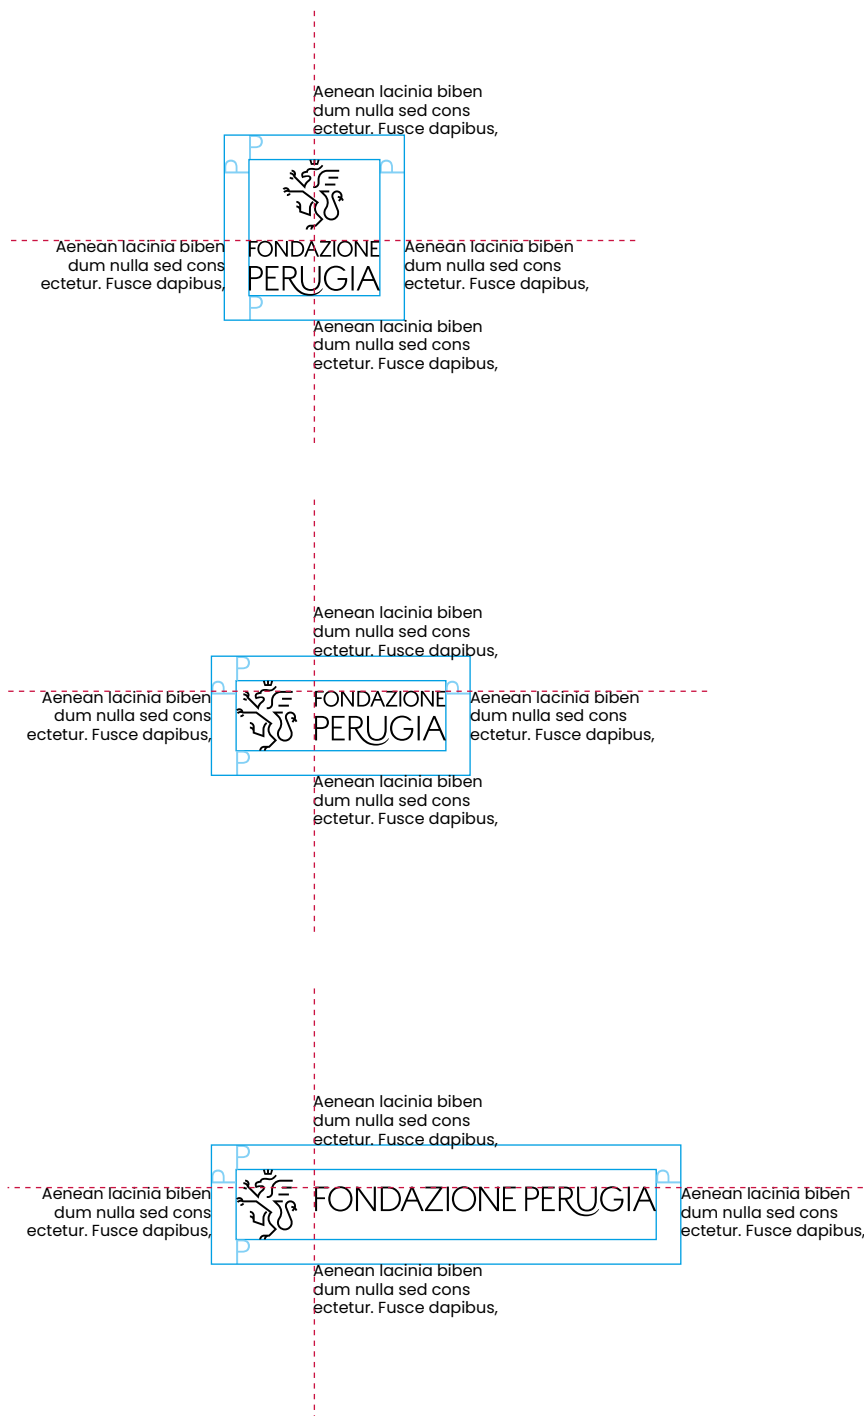 Aenean lacinia biben
dum nulla sed cons
ectetur. Fusce dapibus,
Aenean lacinia biben
dum nulla sed cons
ectetur. Fusce dapibus,
FONDAZIONE
PERUGIA
Aenean lacinia biben
dum nulla sed cons
ectetur. Fusce dapibus,
Aenean lacinia biben
dum nulla sed cons
ectetur. Fusce dapibus,
Aenean lacinia biben
dum nulla sed cons
ectetur. Fusce dapibus,
Aenean lacinia biben
dum nulla sed cons
ectetur. Fusce dapibus,
FONDAZIONE
PERUGIA
Aenean lacinia biben
dum nulla sed cons
ectetur. Fusce dapibus,
Aenean lacinia biben
dum nulla sed cons
ectetur. Fusce dapibus,
Aenean lacinia biben
dum nulla sed cons
ectetur. Fusce dapibus,
Aenean lacinia biben
dum nulla sed cons
ectetur. Fusce dapibus,
FONDAZIONE PERUGIA
Aenean lacinia biben
dum nulla sed cons
ectetur. Fusce dapibus,
Aenean lacinia biben
dum nulla sed cons
ectetur. Fusce dapibus,